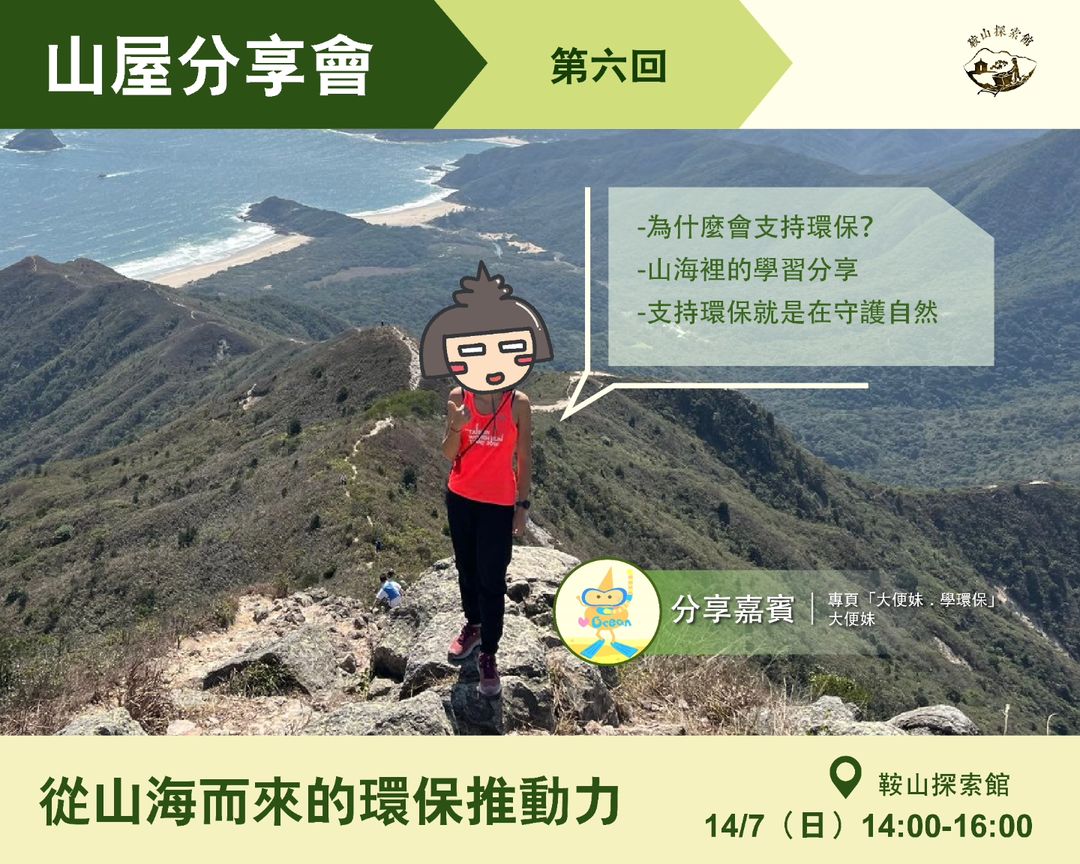 山屋分享會
第六回
鞍山探索館
-為什麼會支持環保？
-山海裡的學習分享
-支持環保就是在守護自然
Ocean
分享嘉賓
專頁「大便妹．學環保」
大便妹
從山海而來的環保推動力
鞍山探索館
14/7（日）14:00-16:00